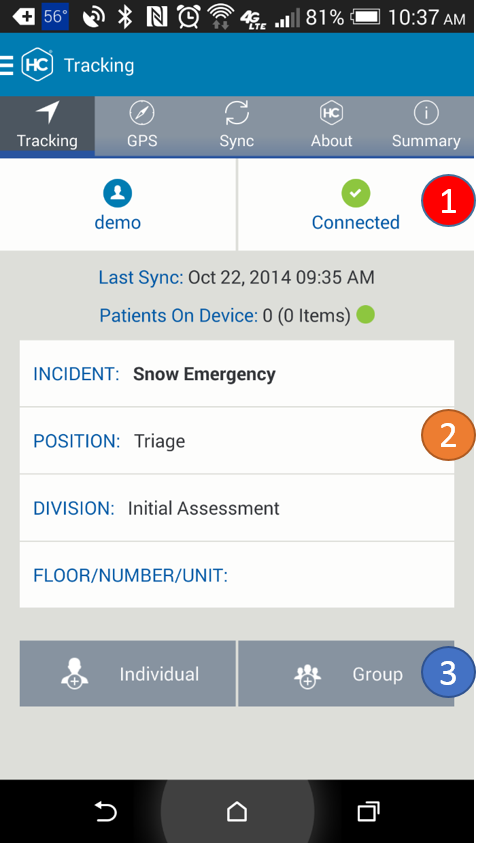 56° 4G LTE 81% 10:37 AM
HC Tracking
Tracking GPS Sync HC About Summary
demo Connected 1
Last Sync: Oct 22, 2014 09:35 AM
Patients On Device: 0 (0 Items)
INCIDENT: Snow Emergency
POSITION: Triage 2
DIVISION: Initial Assessment
FLOOR/NUMBER/UNIT:
Individual Group 3